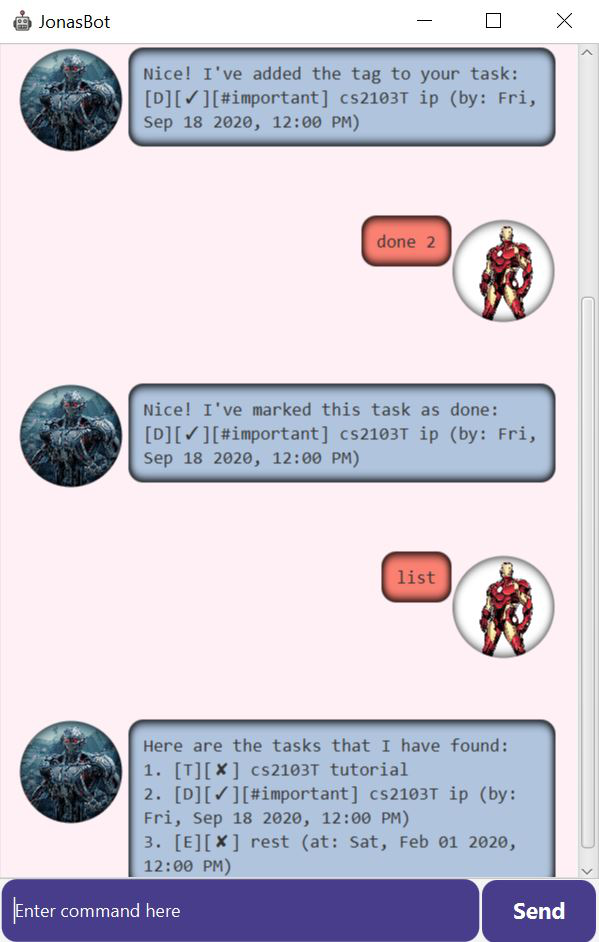 JonasBot
Nice! I've added the tag to your task:
[D][✓][#important] cs2103T ip (by: Fri,
Sep 18 2020, 12:00 PM)
done 2
Nice! I've marked this task as done:
[D][✓][#important] cs2103T ip (by: Fri,
Sep 18 2020, 12:00 PM)
list
Here are the tasks that I have found:
1. [T][✘] cs2103T tutorial
2. [D][✓][#important] cs2103T ip (by:
Fri, Sep 18 2020, 12:00 PM)
3. [E][✘] rest (at: Sat, Feb 01 2020,
12:00 PM)
Enter command here
Send